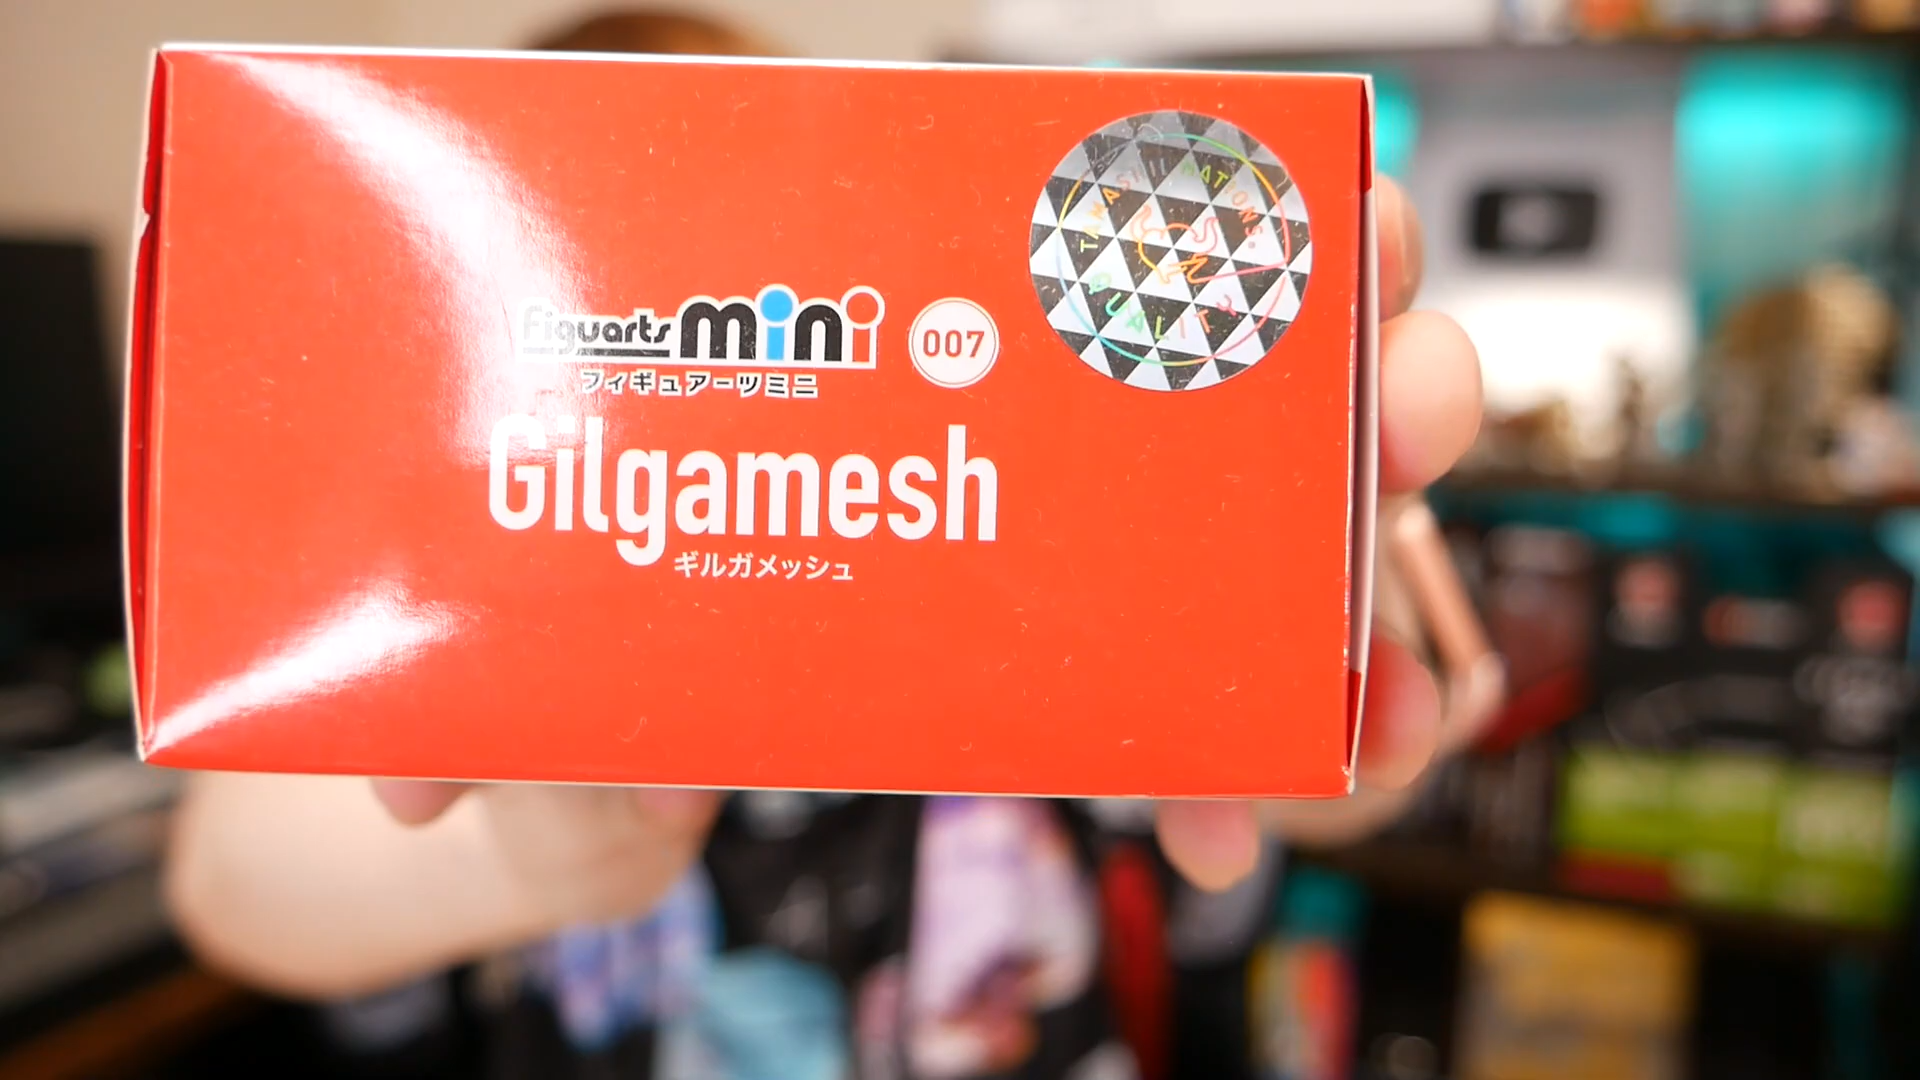 Figuarts mini 007
フィギュアーツミニ
Gilgamesh
ギルガメッシュ
TAMASHII NATIONS.
QUALITY